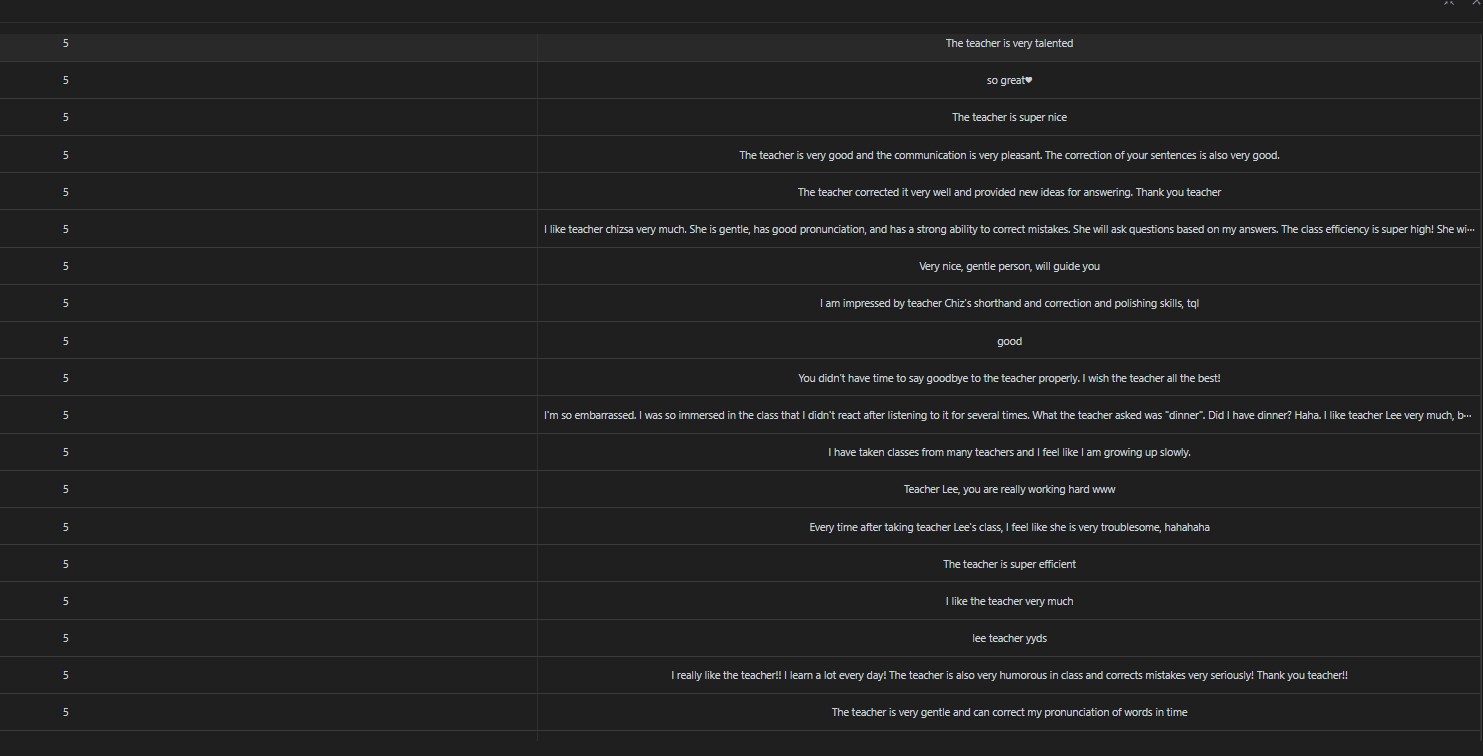 5 The teacher is very talented
5 so great♥
5 The teacher is super nice
5 The teacher is very good and the communication is very pleasant. The correction of your sentences is also very good.
5 The teacher corrected it very well and provided new ideas for answering. Thank you teacher
5 I like teacher chizsa very much. She is gentle, has good pronunciation, and has a strong ability to correct mistakes. She will ask questions based on my answers. The class efficiency is super high! She wi···
5 Very nice, gentle person, will guide you
5 I am impressed by teacher Chiz's shorthand and correction and polishing skills, tql
5 good
5 You didn't have time to say goodbye to the teacher properly. I wish the teacher all the best!
5 I'm so embarrassed. I was so immersed in the class that I didn't react after listening to it for several times. What the teacher asked was "dinner". Did I have dinner? Haha. I like teacher Lee very much, b···
5 I have taken classes from many teachers and I feel like I am growing up slowly.
5 Teacher Lee, you are really working hard www
5 Every time after taking teacher Lee's class, I feel like she is very troublesome, hahahaha
5 The teacher is super efficient
5 I like the teacher very much
5 lee teacher yyds
5 I really like the teacher!! I learn a lot every day! The teacher is also very humorous in class and corrects mistakes very seriously! Thank you teacher!!
5 The teacher is very gentle and can correct my pronunciation of words in time